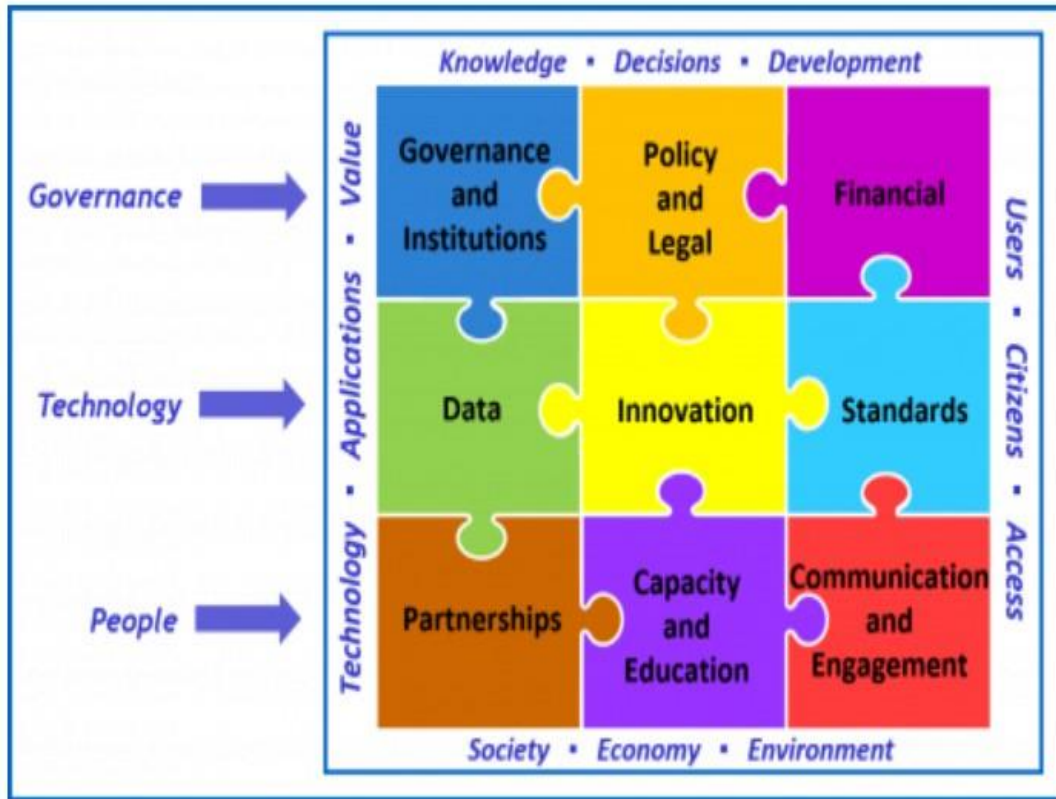 Knowledge ▪ Decisions ▪ Development
Governance
Technology
People
Technology ▪ Applications ▪ Value
Governance
and
Institutions
Policy
and
Legal
Financial
Data
Innovation
Standards
Partnerships
Capacity
and
Education
Communication
and
Engagement
Users ▪ Citizens ▪ Access
Society ▪ Economy ▪ Environment